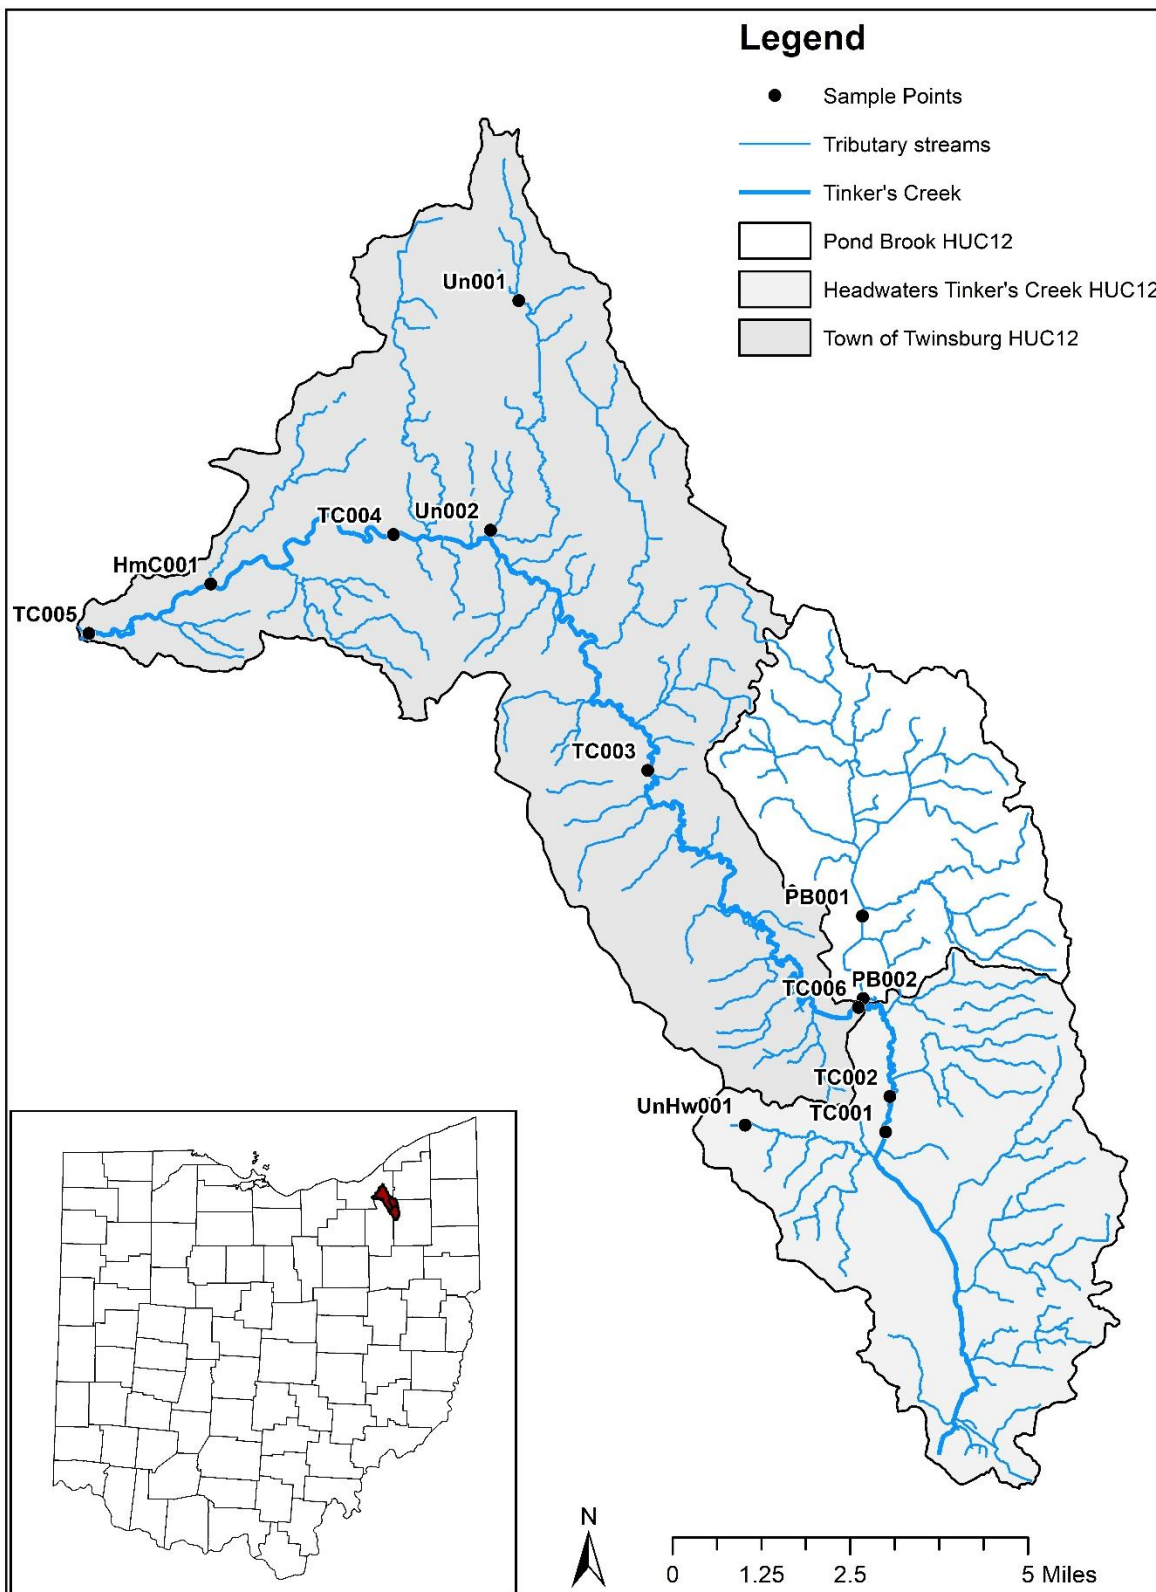 Legend
Sample Points
Tributary streams
Tinker's Creek
Pond Brook HUC12
Headwaters Tinker's Creek HUC12
Town of Twinsburg HUC12
Un001
TC004
Un002
HmC001
TC005
TC003
PB001
TC006
PB002
TC002
UnHw001
TC001
N
0 1.25 2.5 5 Miles